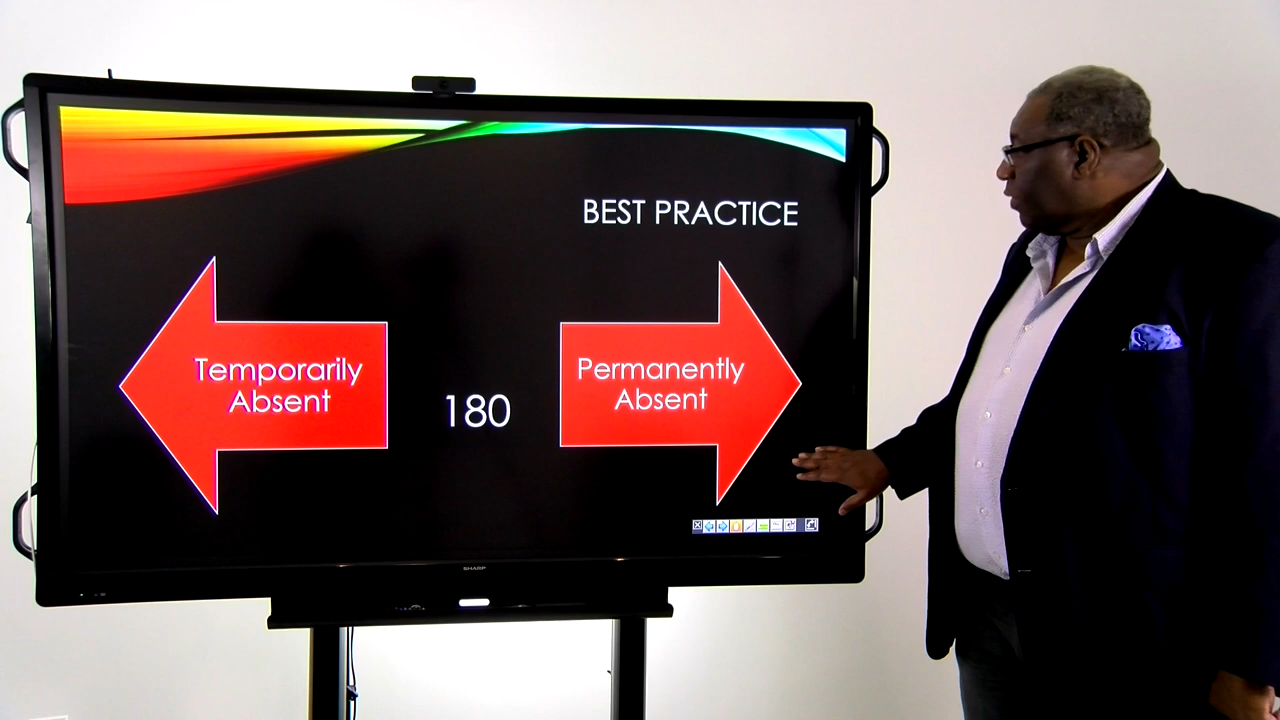 BEST PRACTICE
Temporarily
Absent
180
Permanently
Absent
SHARP